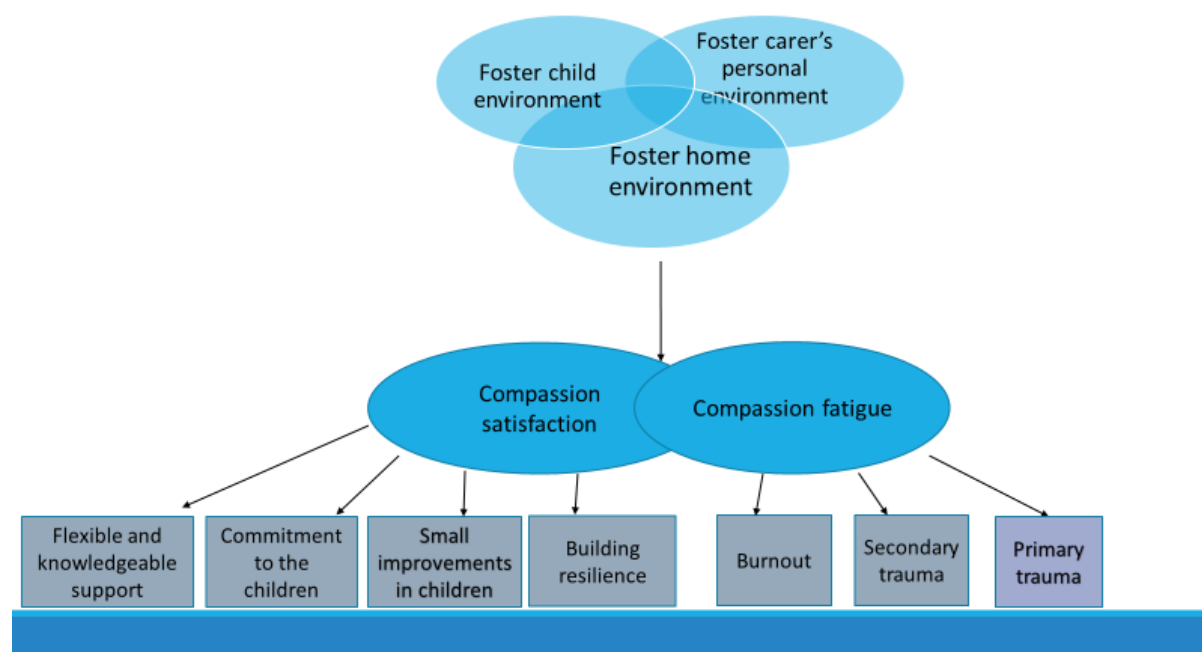 Foster child
environment
Foster carer's
personal
environment
Foster home
environment
Compassion
satisfaction
Compassion fatigue
Flexible and
knowledgeable
support
Commitment
to the
children
Small
improvements
in children
Building
resilience
Burnout
Secondary
trauma
Primary
trauma